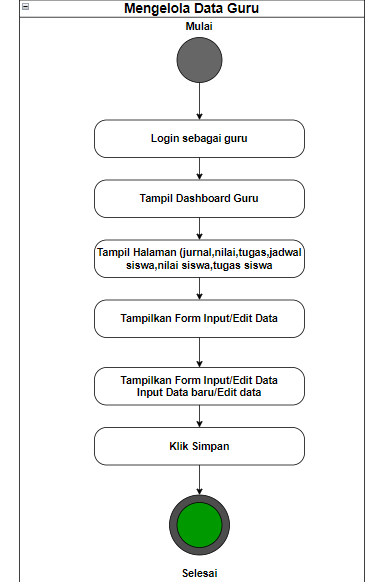 Mengelola Data Guru
Mulai
Login sebagai guru
Tampil Dashboard Guru
Tampil Halaman (jurnal,nilai,tugas,jadwal
siswa,nilai siswa,tugas siswa
Tampilkan Form Input/Edit Data
Tampilkan Form Input/Edit Data
Input Data baru/Edit data
Klik Simpan
Selesai